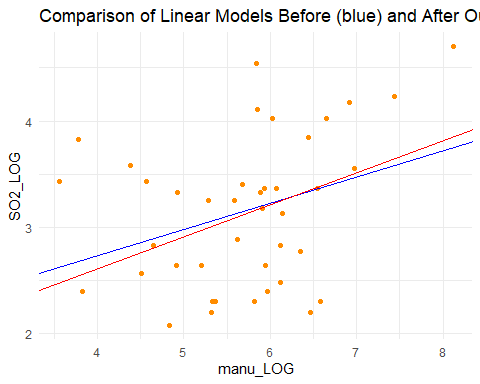 Comparison of Linear Models Before (blue) and After Ou
SO2_LOG
4
3
2
4 5 6 7 8
manu_LOG